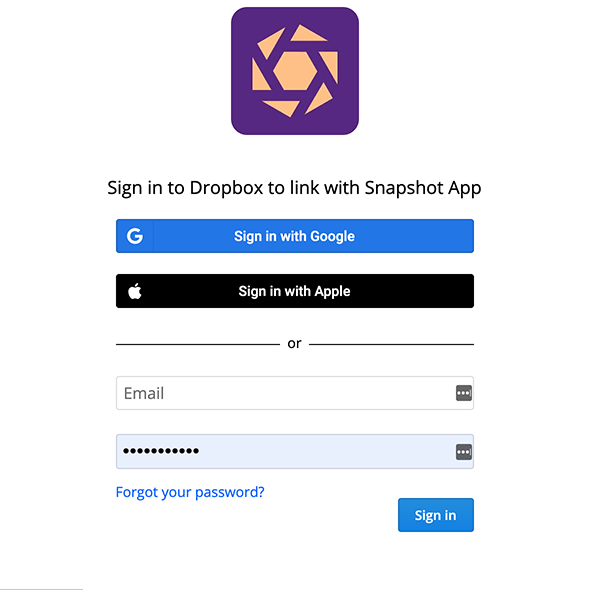 Sign in to Dropbox to link with Snapshot App
Sign in with Google
Sign in with Apple
or
Email
•••••••••••
Forgot your password?
Sign in